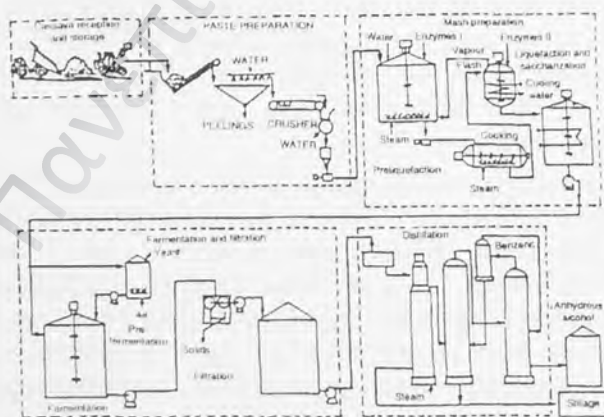 Cassava reception
and storage
PASTE PREPARATION
WATER
PEELINGS
CRUSHER
WATER
Mash preparation
Water
Enzymes I
Enzymes II
Vapour
Flash
Liquefaction and
saccharization
Cooling
water
Steam
Cooking
Preliquefaction
Steam
Fermentation and filtration
Yeast
Air
Pre
fermentation
Solids
Filtration
Fermentation
Distillation
Benzene
Steam
Anhydrous
alcohol
Stillage